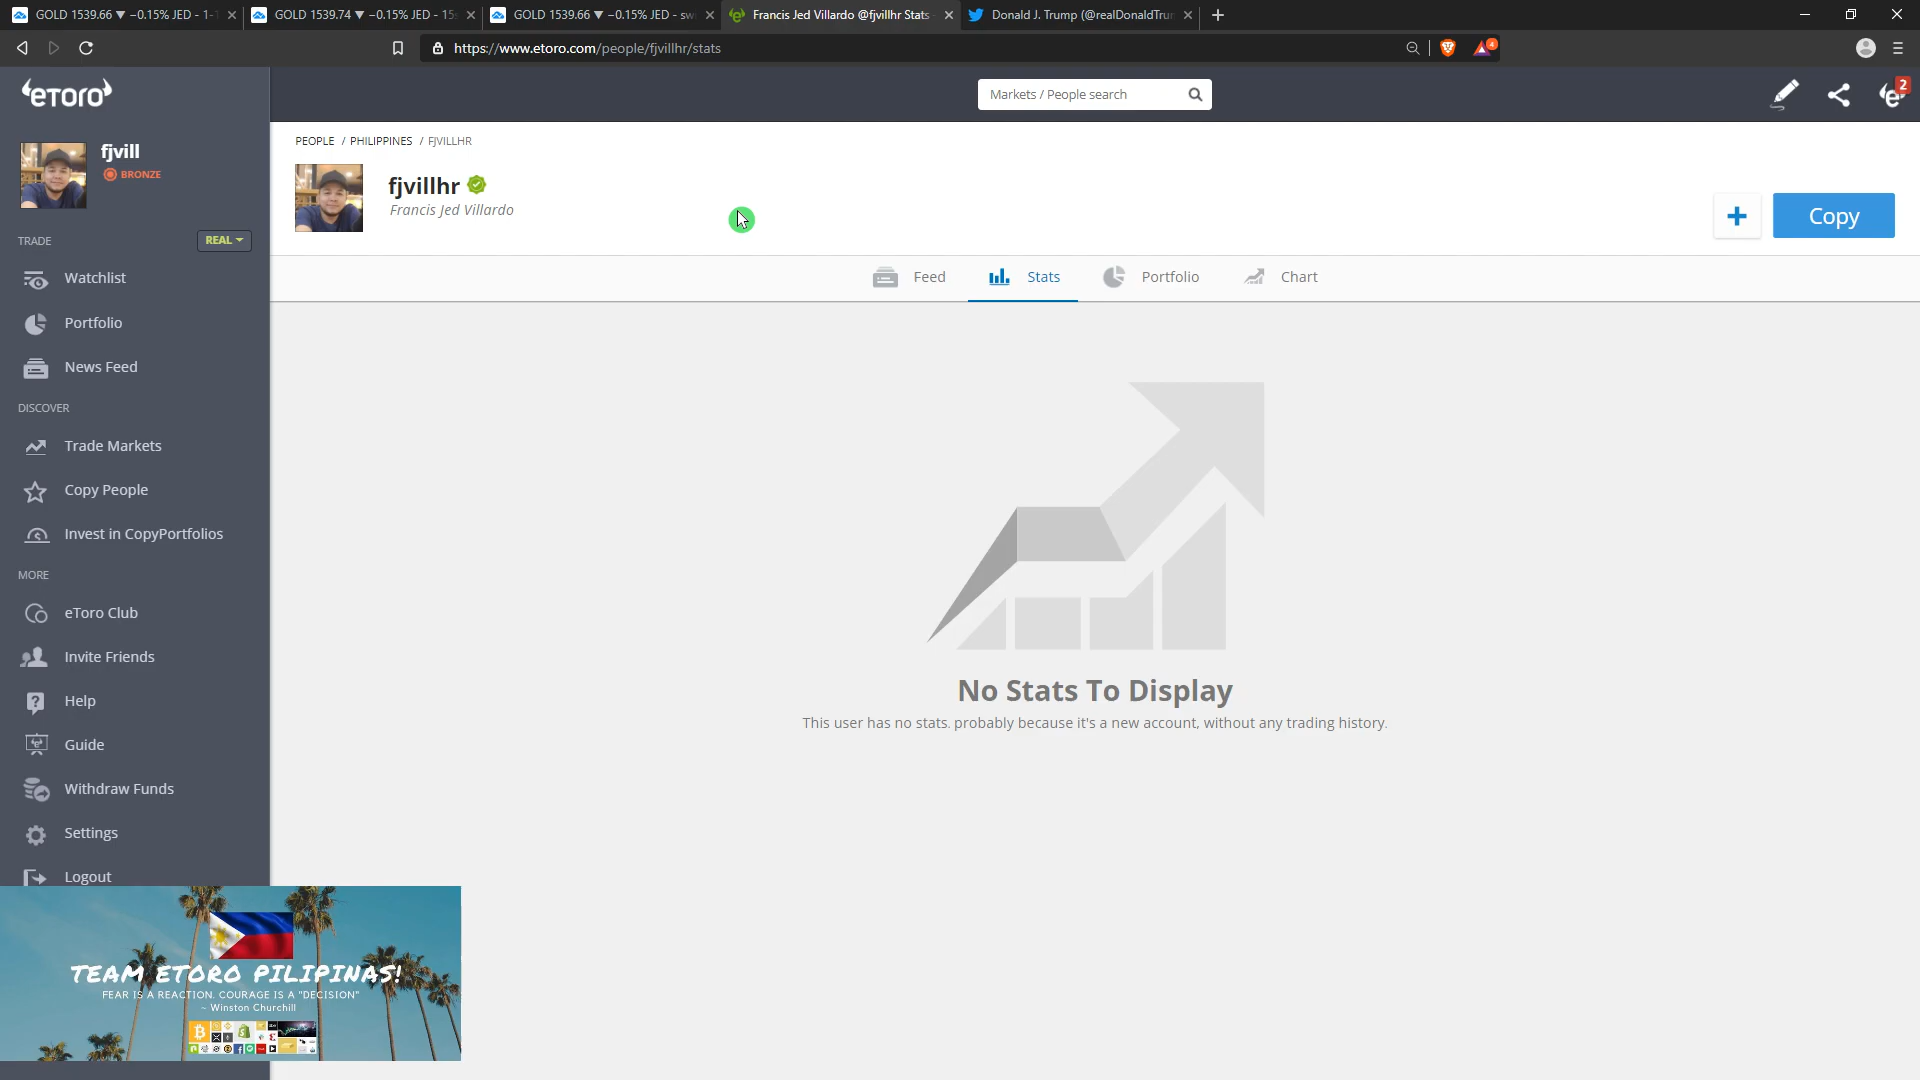 GOLD 1539.66 ▼ −0.15% JED - 1-
GOLD 1539.74 ▼ −0.15% JED - 15
GOLD 1539.66 ▼ −0.15% JED - sw
Francis Jed Villardo @fjvillhr Stats
Donald J. Trump (@realDonaldTru
https://www.etoro.com/people/fjvillhr/stats
4
eToro
Markets / People search
2
fjvill
BRONZE
PEOPLE / PHILIPPINES / FJVILLHR
fjvillhr
Francis Jed Villardo
Copy
TRADE
REAL
Feed
Stats
Portfolio
Chart
Watchlist
Portfolio
News Feed
DISCOVER
Trade Markets
Copy People
Invest in CopyPortfolios
MORE
eToro Club
Invite Friends
Help
Guide
Withdraw Funds
Settings
Logout
No Stats To Display
This user has no stats. probably because it's a new account, without any trading history.
TEAM ETORO PILIPINAS!
FEAR IS A REACTION. COURAGE IS A "DECISION"
~ Winston Churchill